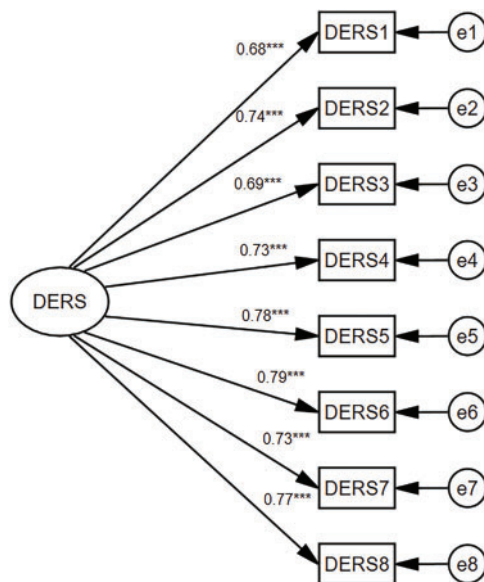 DERS1 e1
0.68***
DERS2 e2
0.74***
DERS3 e3
0.69***
DERS4 e4
0.73***
DERS
DERS5 e5
0.78***
DERS6 e6
0.79***
DERS7 e7
0.73***
DERS8 e8
0.77***